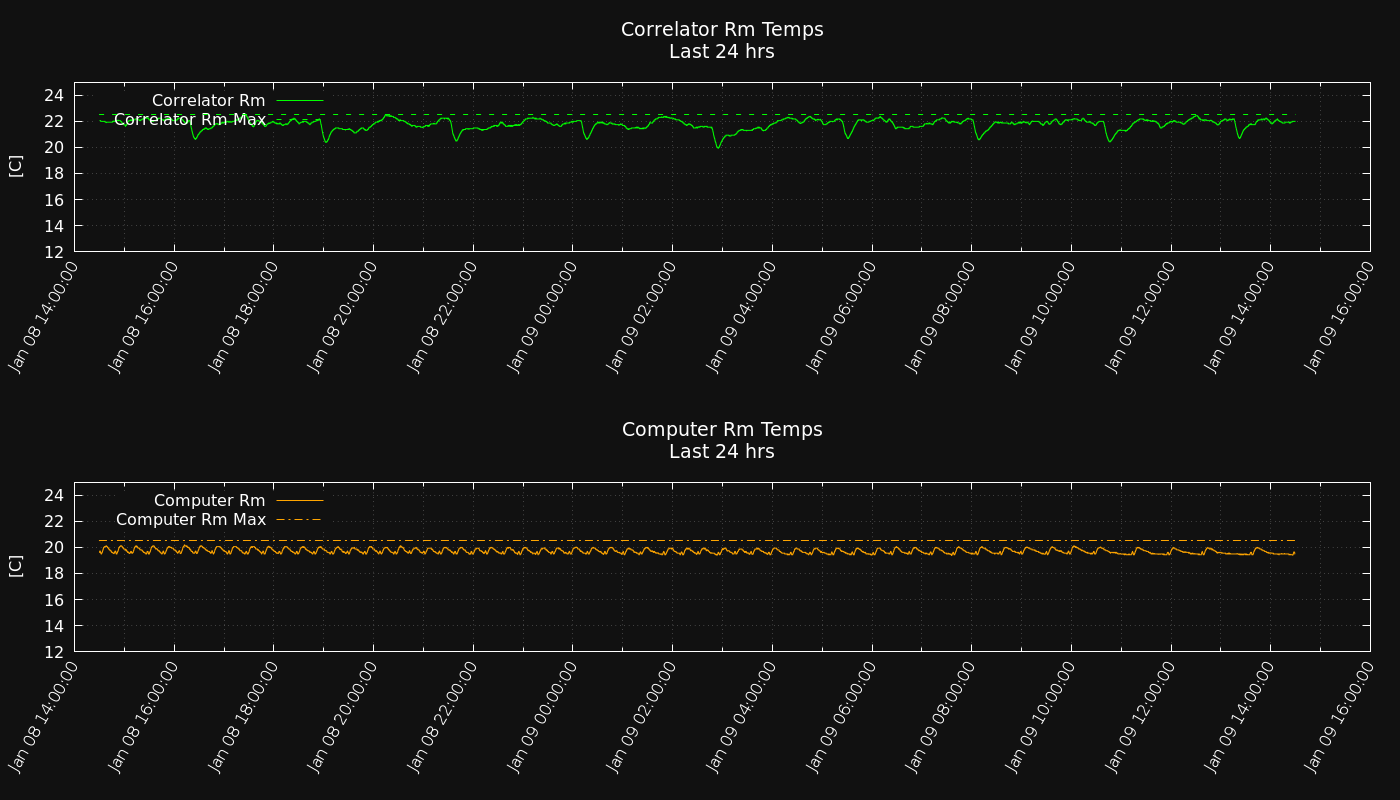 Correlator Rm Temps
Last 24 hrs
Correlator Rm
Correlator Rm Max
24
22
20
18
16
14
12
[C]
Jan 08 14:00:00
Jan 08 16:00:00
Jan 08 18:00:00
Jan 08 20:00:00
Jan 08 22:00:00
Jan 09 00:00:00
Jan 09 02:00:00
Jan 09 04:00:00
Jan 09 06:00:00
Jan 09 08:00:00
Jan 09 10:00:00
Jan 09 12:00:00
Jan 09 14:00:00
Jan 09 16:00:00
Computer Rm Temps
Last 24 hrs
Computer Rm
Computer Rm Max
24
22
20
18
16
14
12
[C]
Jan 08 14:00:00
Jan 08 16:00:00
Jan 08 18:00:00
Jan 08 20:00:00
Jan 08 22:00:00
Jan 09 00:00:00
Jan 09 02:00:00
Jan 09 04:00:00
Jan 09 06:00:00
Jan 09 08:00:00
Jan 09 10:00:00
Jan 09 12:00:00
Jan 09 14:00:00
Jan 09 16:00:00